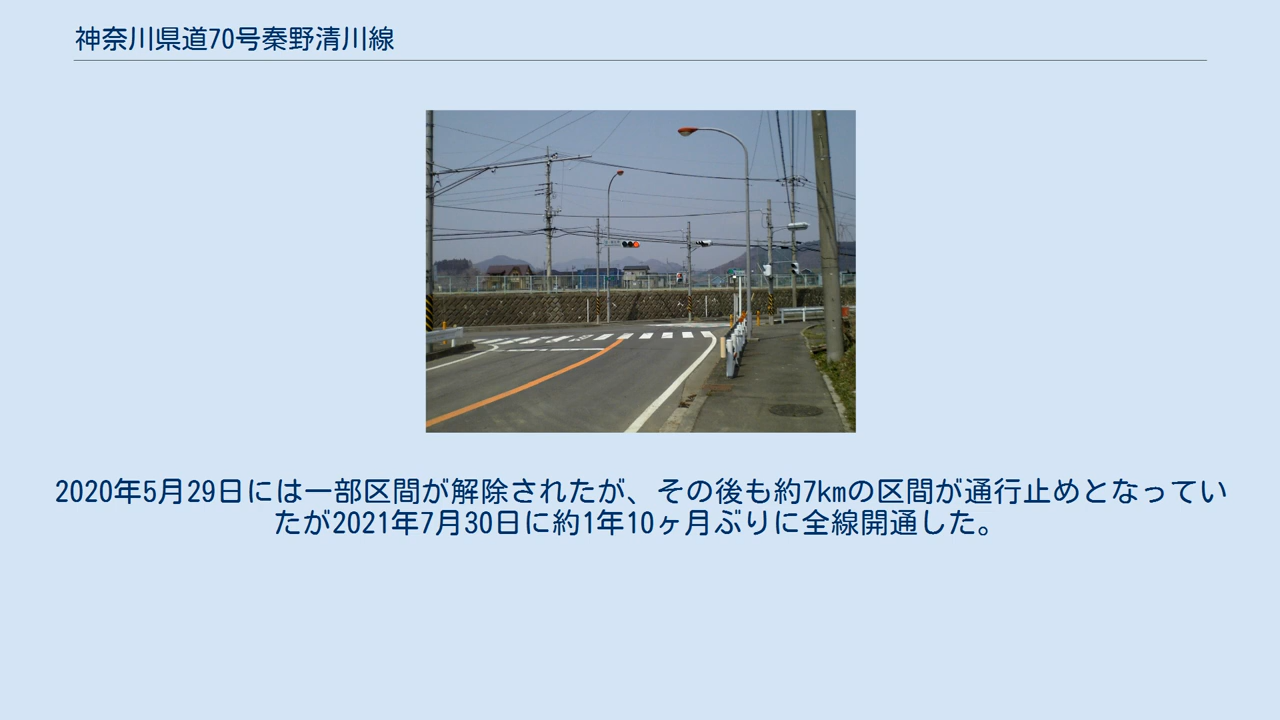 神奈川県道70号秦野清川線
2020年5月29日には一部区間が解除されたが、その後も約7kmの区間が通行止めとなってい
たが2021年7月30日に約1年10ヶ月ぶりに全線開通した。